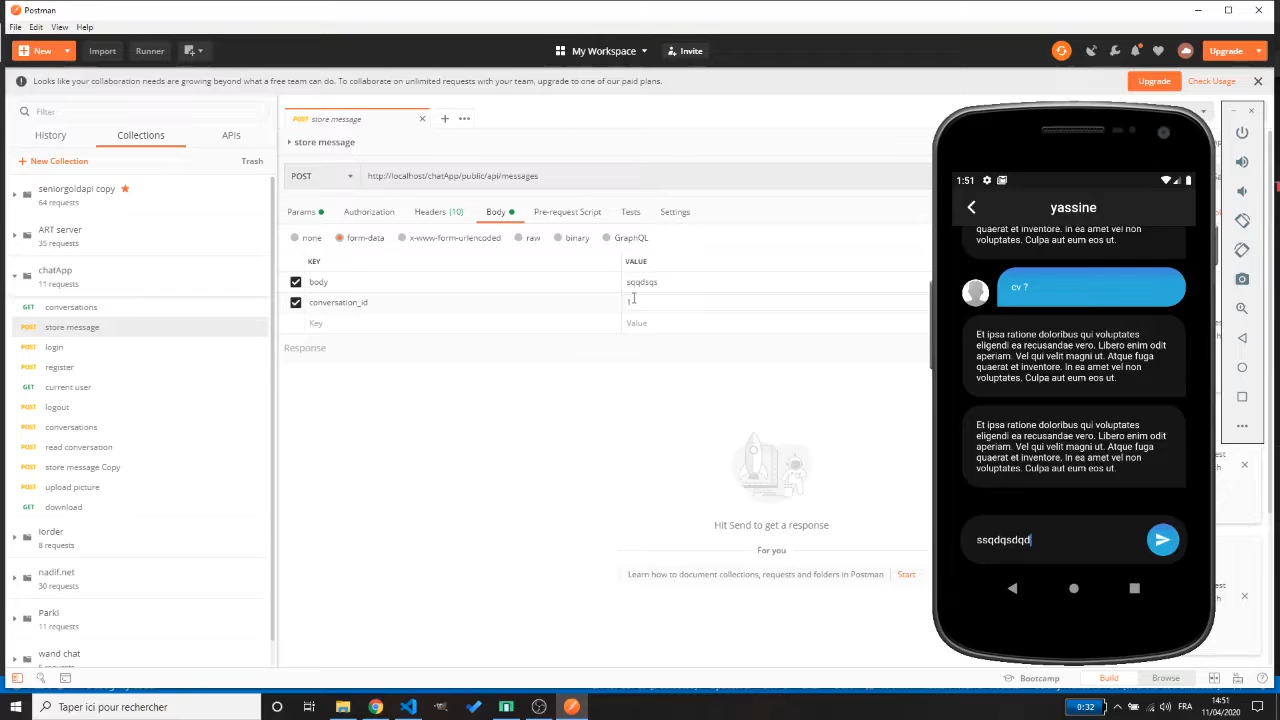 Postman
File Edit View Help
New Import Runner My Workspace Invite Upgrade
Looks like your collaboration needs are growing beyond what a free team can do. To collaborate on unlimited requests with your team, upgrade to one of our paid plans. Upgrade Check Usage
Filter
History Collections APIs
+ New Collection Trash
seniorgoldapi copy
64 requests
ART server
35 requests
chatApp
11 requests
GET conversations
POST store message
POST login
POST register
GET current user
POST logout
POST conversations
POST read conversation
POST store message Copy
POST upload picture
GET download
lorder
8 requests
nadif.net
30 requests
Parki
11 requests
wand chat
POST store message
store message
POST http://localhost/chatApp/public/api/messages
Params Authorization Headers (10) Body Pre-request Script Tests Settings
none form-data x-www-form-urlencoded raw binary GraphQL
KEY VALUE
body sqqdsqs
conversation_id 1
Key Value
Response
Hit Send to get a response
For you
Learn how to document collections, requests and folders in Postman Start
1:51
yassine
quaerat et inventore. In ea amet vel non
repellat quo. Culpa aut eum eos ut.
cv ?
Et ipsa ratione doloribus qui voluptates
eligendi ea recusandae vero. Libero enim odit
aperiam. Vel qui velit magni ut. Atque fuga
quaerat et inventore. In ea amet vel non
fugiat. Culpa aut eum eos ut.
Et ipsa ratione doloribus qui voluptates
eligendi ea recusandae vero. Libero enim odit
aperiam. Vel qui velit magni ut. Atque fuga
quaerat et inventore. In ea amet vel non
fugiat. Culpa aut eum eos ut.
ssqdqsdqd
Bootcamp Build Browse
Taper ici pour rechercher
0:32 FRA 14:51
11/04/2020